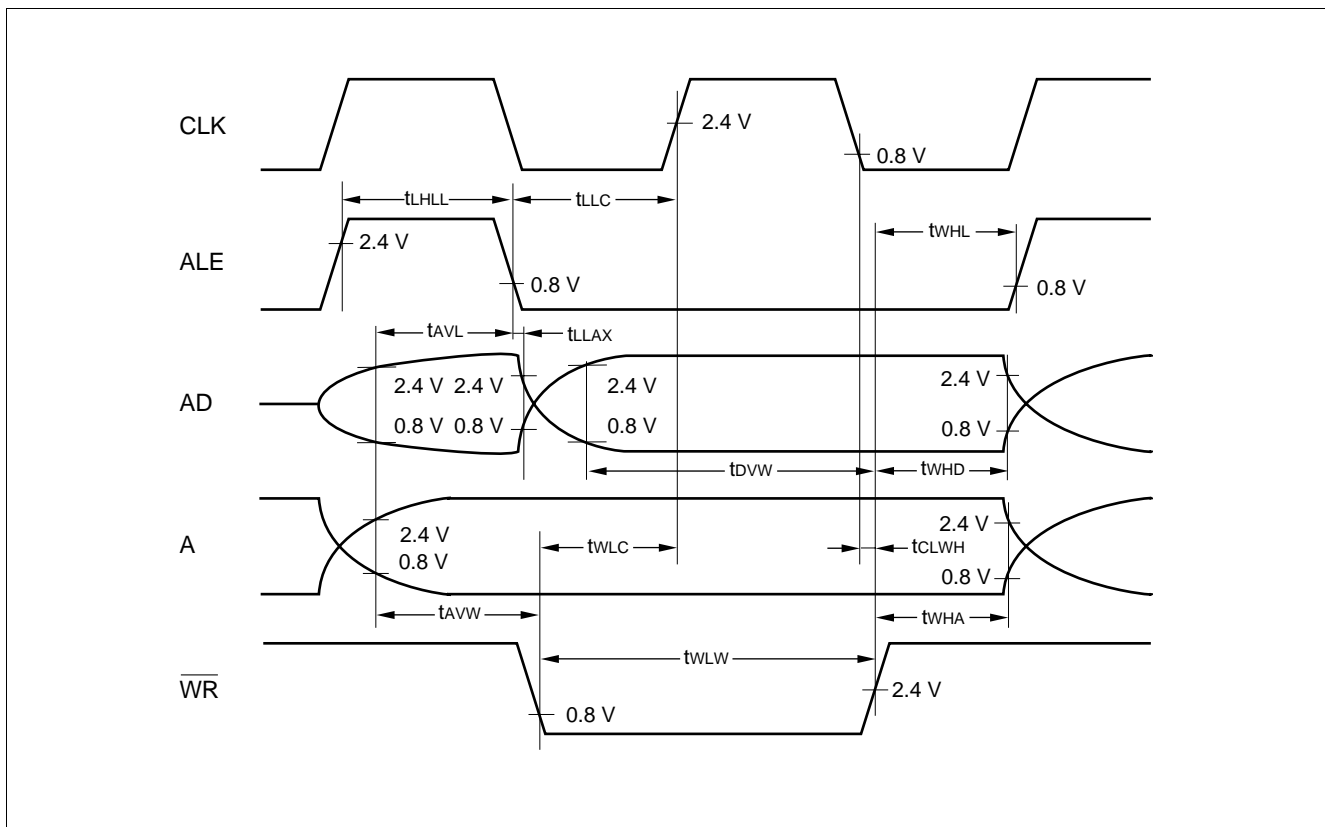 CLK
2.4 V
0.8 V
tLHLL
tLLC
tWHL
ALE
2.4 V
0.8 V
0.8 V
tAVL
tLLAX
AD
2.4 V 2.4 V
2.4 V
2.4 V
0.8 V 0.8 V
0.8 V
0.8 V
tDVW
tWHD
A
2.4 V
0.8 V
tWLC
2.4 V
tCLWH
0.8 V
tAVW
tWHA
tWLW
WR
0.8 V
2.4 V